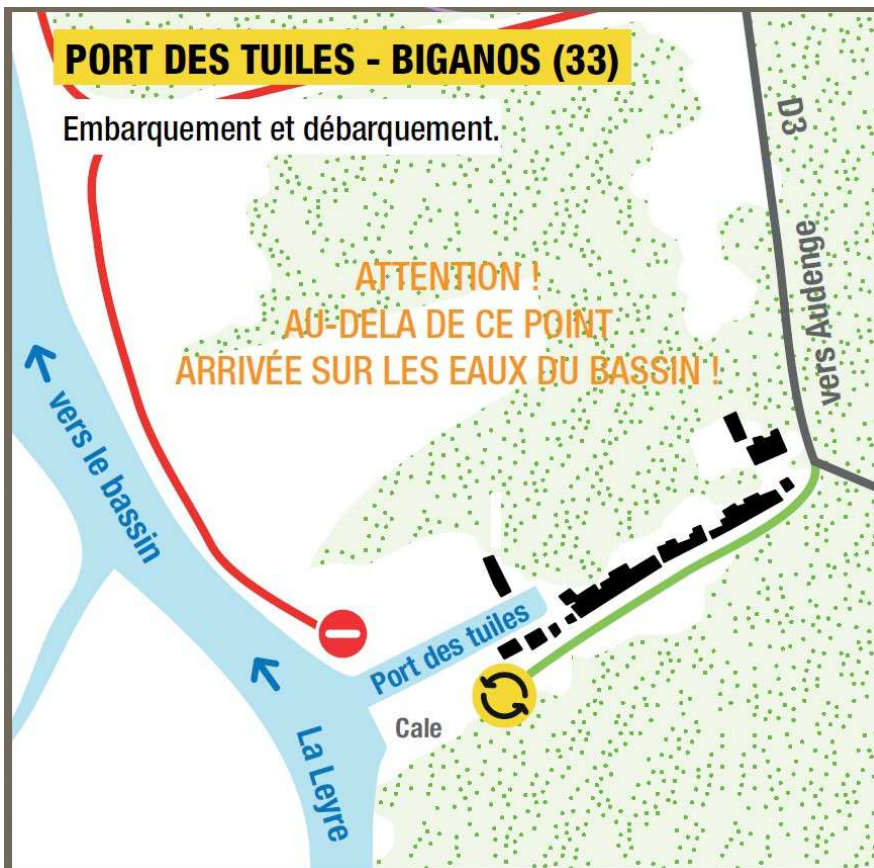 PORT DES TUILES - BIGANOS (33)
Embarquement et débarquement.
D3
vers Audenge
ATTENTION !
AU-DELA DE CE POINT
ARRIVÉE SUR LES EAUX DU BASSIN !
vers le bassin
Port des tuiles
Cale
La Leyre